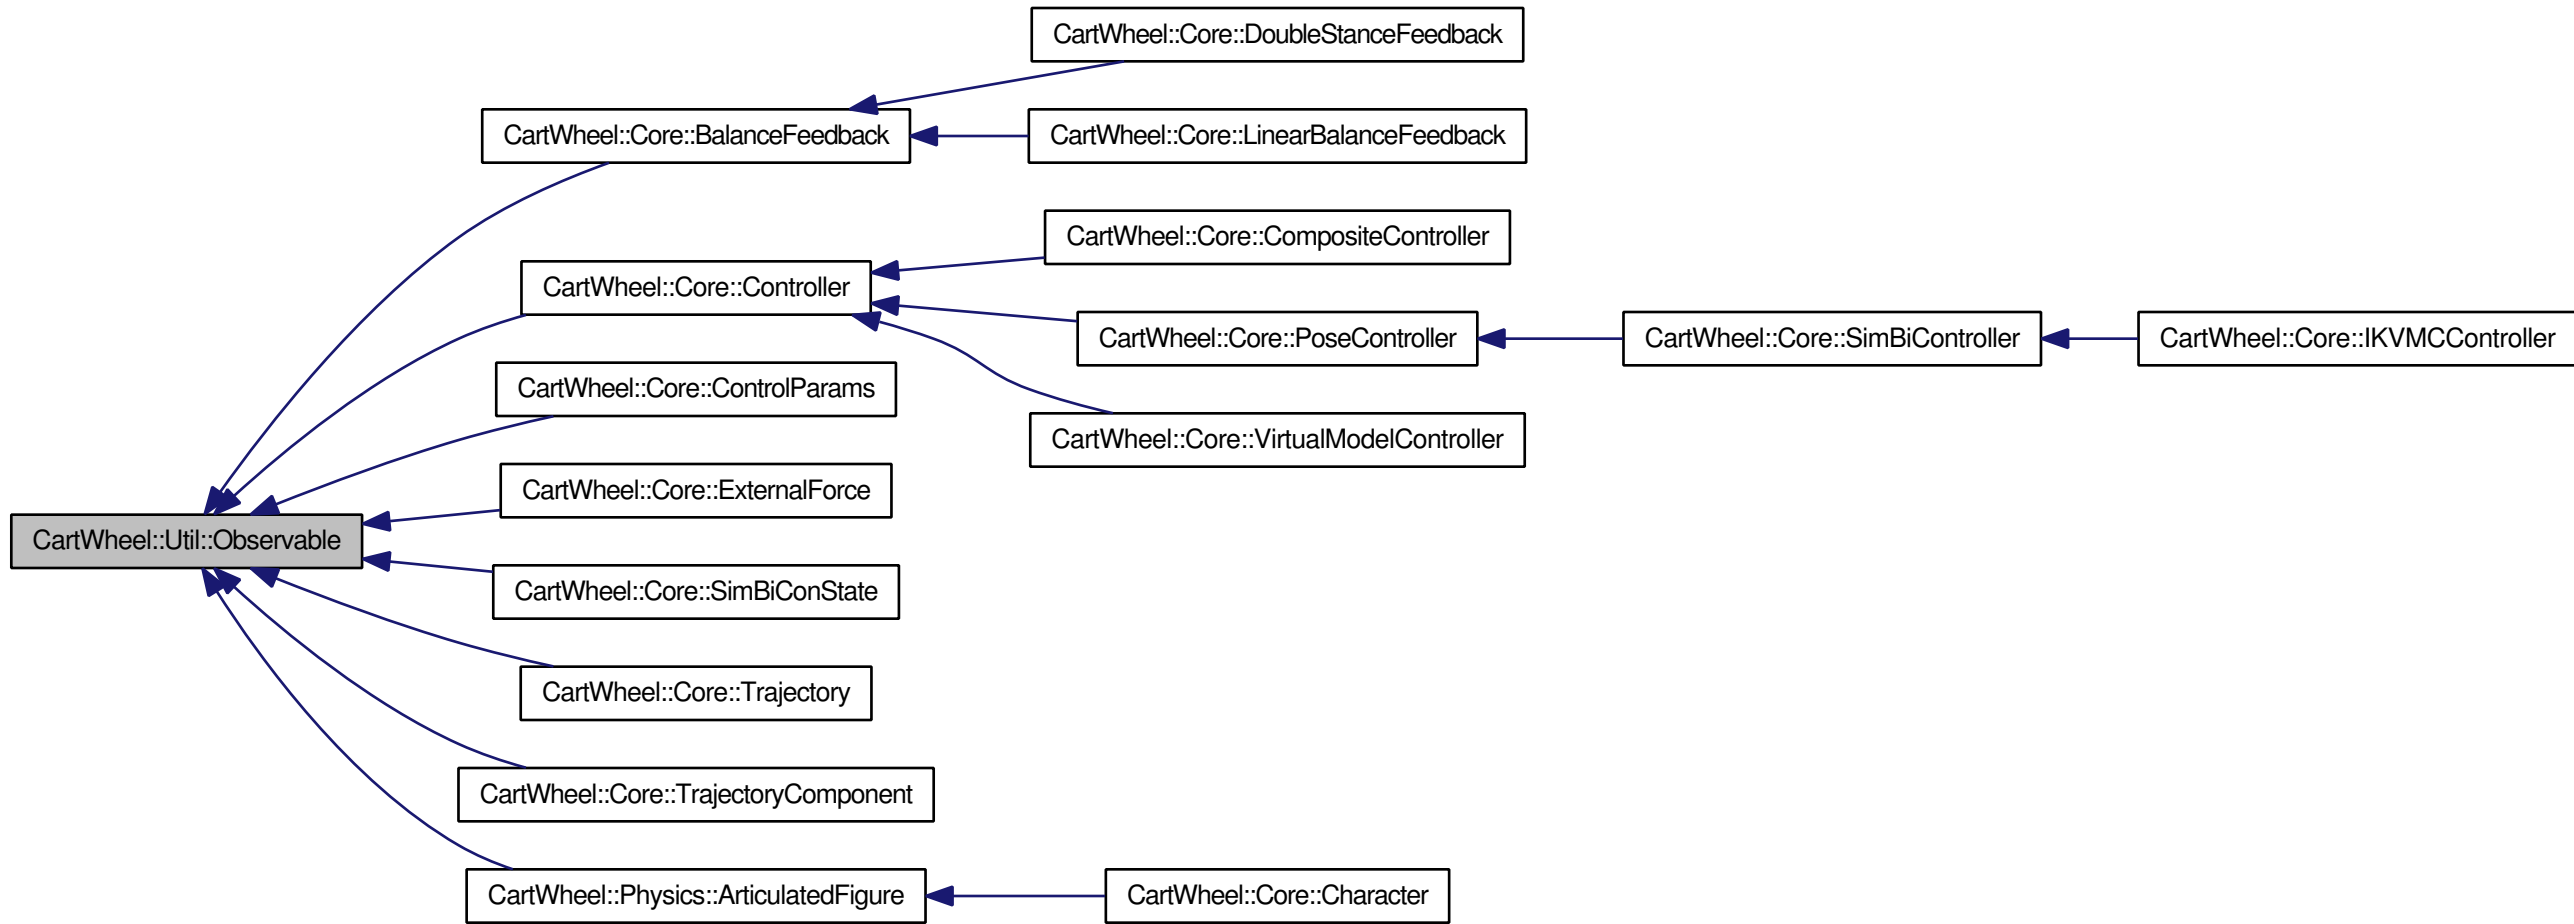 CartWheel::Core::DoubleStanceFeedback
CartWheel::Core::BalanceFeedback
CartWheel::Core::LinearBalanceFeedback
CartWheel::Core::CompositeController
CartWheel::Core::Controller
CartWheel::Core::PoseController
CartWheel::Core::SimBiController
CartWheel::Core::IKVMCController
CartWheel::Core::ControlParams
CartWheel::Core::VirtualModelController
CartWheel::Core::ExternalForce
CartWheel::Util::Observable
CartWheel::Core::SimBiConState
CartWheel::Core::Trajectory
CartWheel::Core::TrajectoryComponent
CartWheel::Physics::ArticulatedFigure
CartWheel::Core::Character